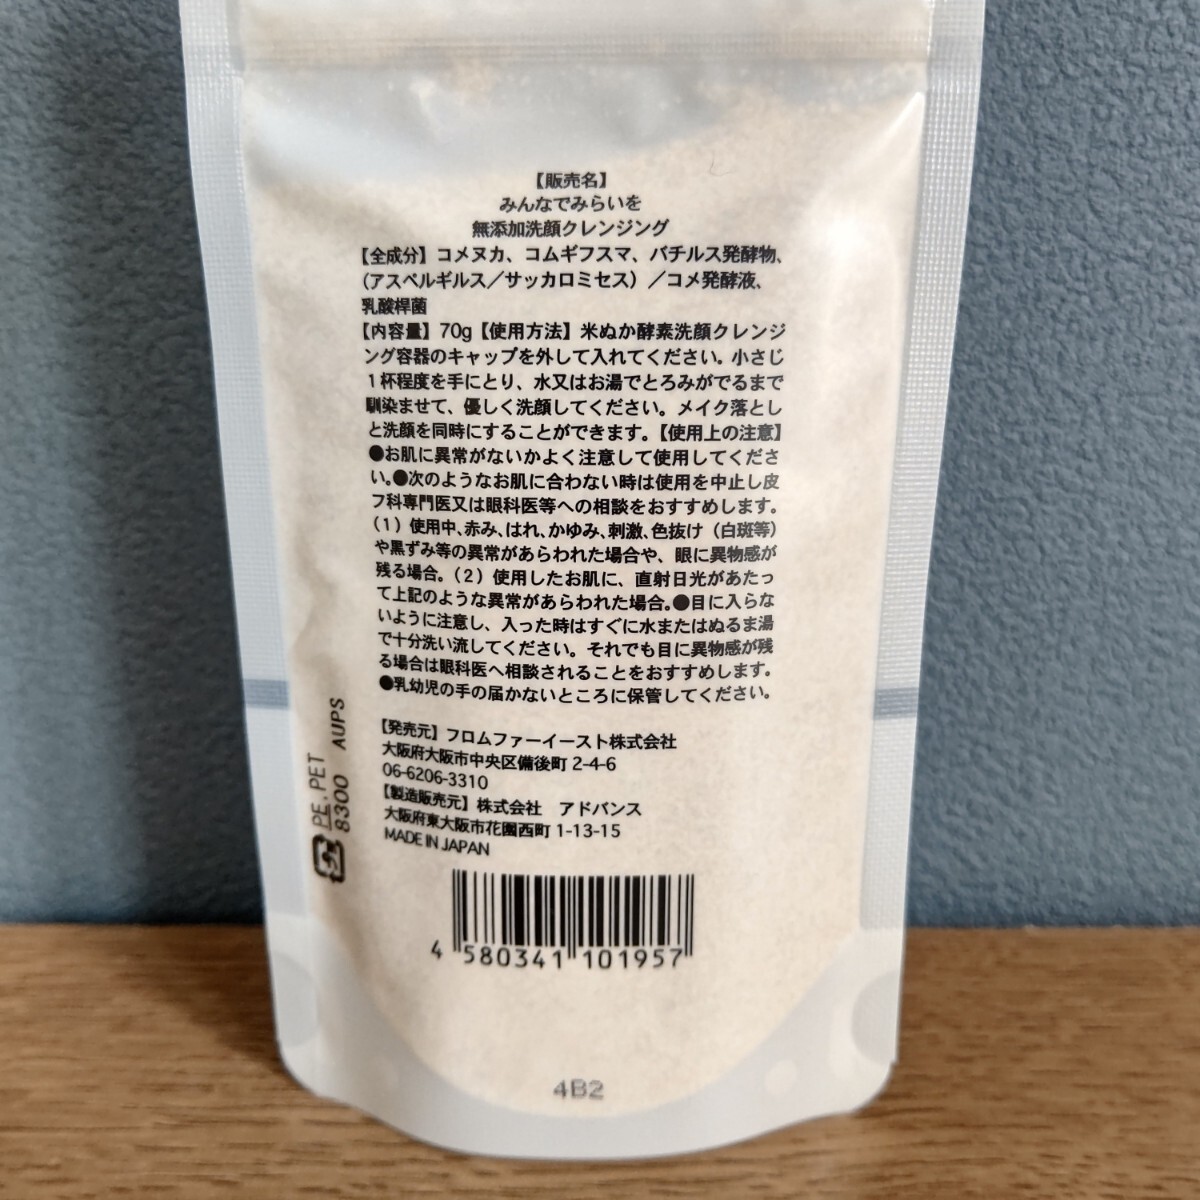 【販売名】
みんなでみらいを
無添加洗顔クレンジング
【全成分】コメヌカ、コムギフスマ、バチルス発酵物、
（アスペルギルス／サッカロミセス）／コメ発酵液、
乳酸桿菌
【内容量】70g【使用方法】米ぬか酵素洗顔クレンジ
ング容器のキャップを外して入れてください。小さじ
1杯程度を手にとり、水又はお湯でとろみがでるまで
馴染ませて、優しく洗顔してください。メイク落とし
と洗顔を同時にすることができます。【使用上の注意】
●お肌に異常がないかよく注意して使用してくださ
い。●次のようなお肌に合わない時は使用を中止し皮
フ科専門医又は眼科医等への相談をおすすめします。
（1）使用中、赤み、はれ、かゆみ、刺激、色抜け（白斑等）
や黒ずみ等の異常があらわれた場合や、眼に異物感が
残る場合。（2）使用したお肌に、直射日光があたっ
て上記のような異常があらわれた場合。●目に入らな
いように注意し、入った時はすぐに水またはぬるま湯
で十分洗い流してください。それでも目に異物感が残
る場合は眼科医へ相談されることをおすすめします。
●乳幼児の手の届かないところに保管してください。
【発売元】フロムファーイースト株式会社
大阪府大阪市中央区備後町 2-4-6
06-6206-3310
【製造販売元】株式会社　アドバンス
大阪府東大阪市花園西町 1-13-15
MADE IN JAPAN
PE, PET
8300 AUPS
4 580341 101957
4B2